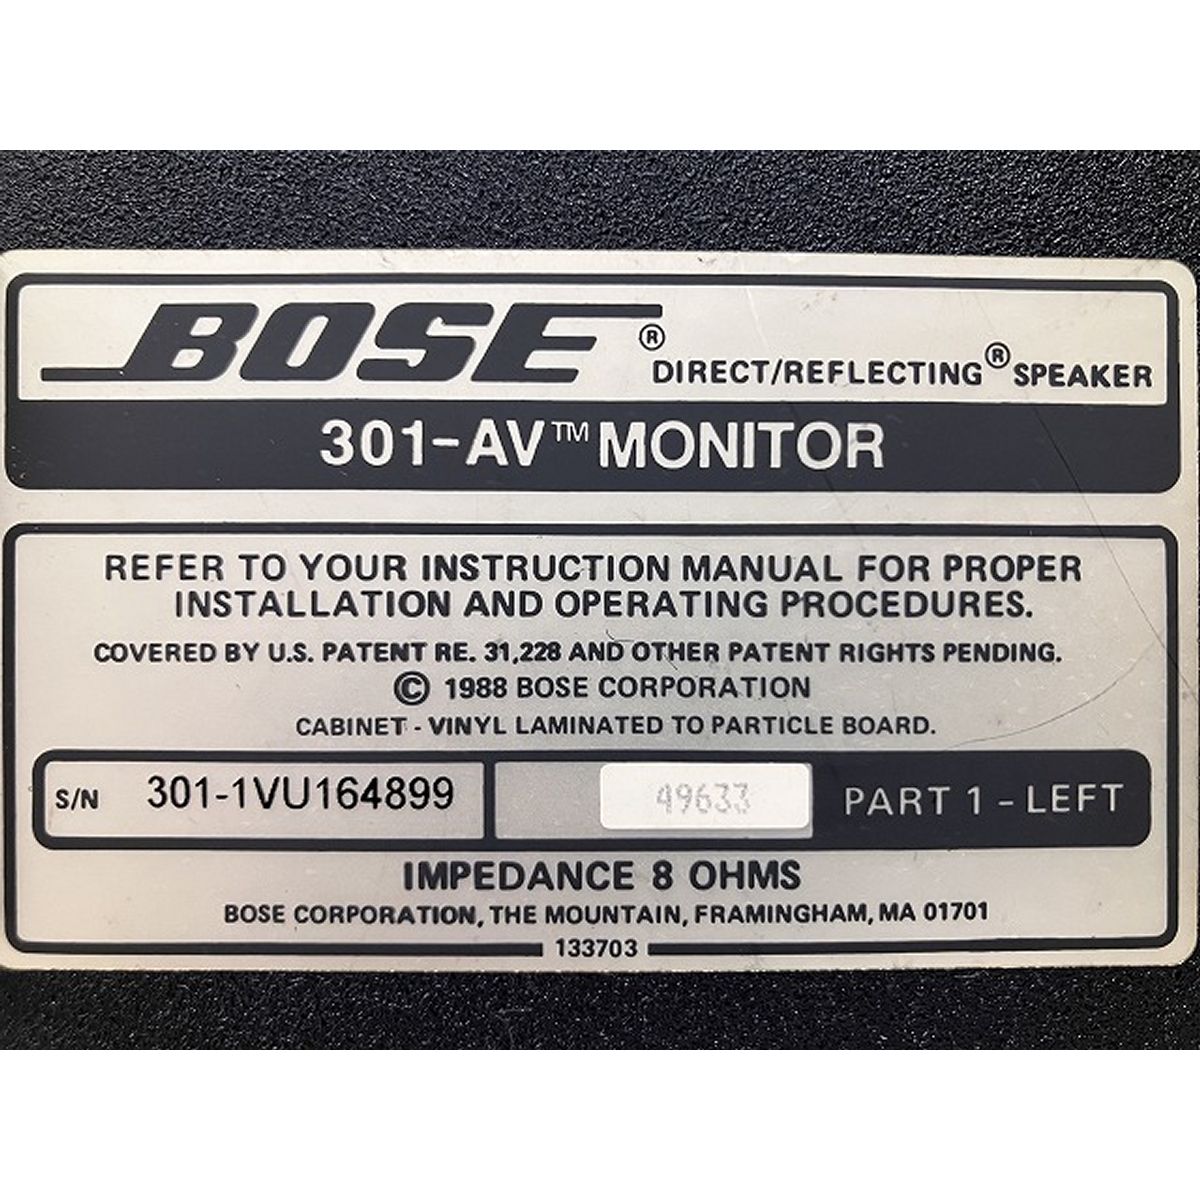 BOSE® DIRECT/REFLECTING® SPEAKER
301-AV™ MONITOR
REFER TO YOUR INSTRUCTION MANUAL FOR PROPER
INSTALLATION AND OPERATING PROCEDURES.
COVERED BY U.S. PATENT RE. 31,228 AND OTHER PATENT RIGHTS PENDING.
© 1988 BOSE CORPORATION
CABINET - VINYL LAMINATED TO PARTICLE BOARD.
S/N 301-1VU164899 49633 PART 1 - LEFT
IMPEDANCE 8 OHMS
BOSE CORPORATION, THE MOUNTAIN, FRAMINGHAM, MA 01701
133703